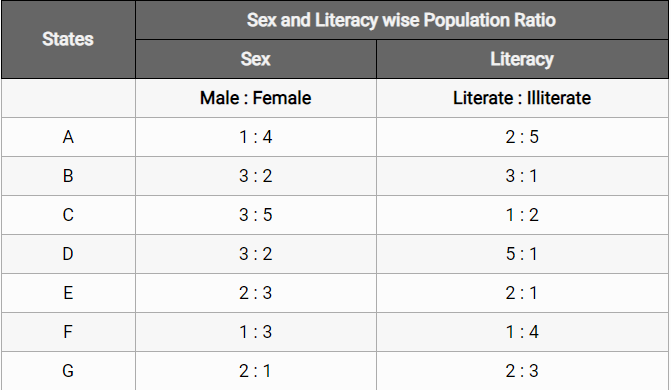 States Sex and Literacy wise Population Ratio
Sex Literacy
Male : Female Literate : Illiterate
A 1 : 4 2 : 5
B 3 : 2 3 : 1
C 3 : 5 1 : 2
D 3 : 2 5 : 1
E 2 : 3 2 : 1
F 1 : 3 1 : 4
G 2 : 1 2 : 3